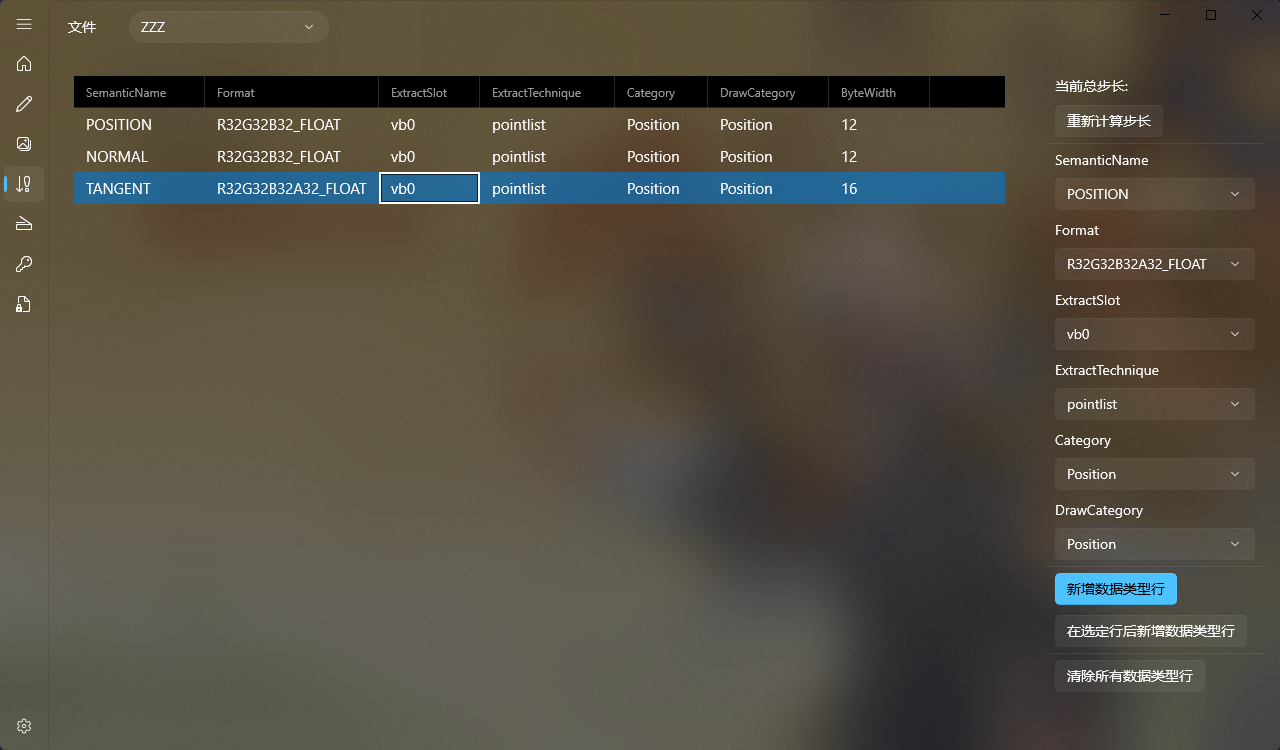 文件 ZZZ
SemanticName Format ExtractSlot ExtractTechnique Category DrawCategory ByteWidth
POSITION R32G32B32_FLOAT vb0 pointlist Position Position 12
NORMAL R32G32B32_FLOAT vb0 pointlist Position Position 12
TANGENT R32G32B32A32_FLOAT vb0 pointlist Position Position 16
当前总步长:
重新计算步长
SemanticName
POSITION
Format
R32G32B32A32_FLOAT
ExtractSlot
vb0
ExtractTechnique
pointlist
Category
Position
DrawCategory
Position
新增数据类型行
在选定行后新增数据类型行
清除所有数据类型行